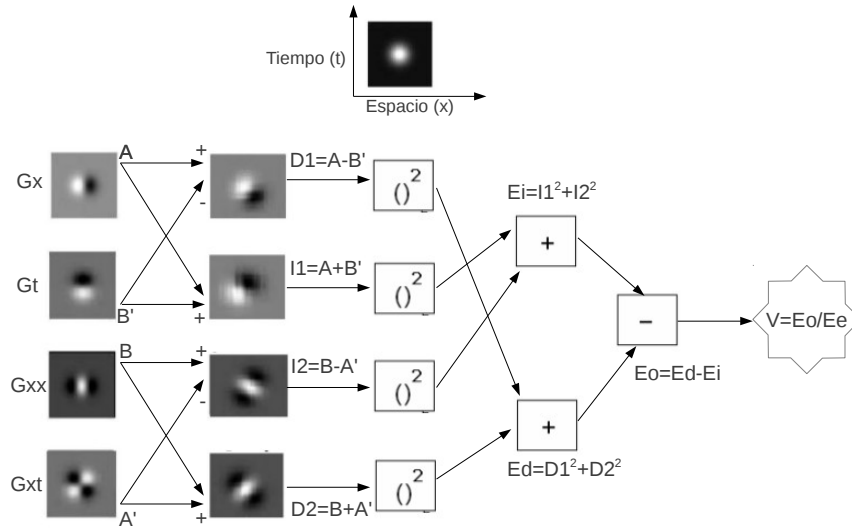 Tiempo (t)
Espacio (x)
A
+
D1=A-B'
Gx
()²
-
Ei=I1²+I2²
+
Gt
I1=A+B'
()²
B'
+
V=Eo/Ee
-
B
+
I2=B-A'
Gxx
()²
-
Eo=Ed-Ei
+
Gxt
()²
Ed=D1²+D2²
A'
+
D2=B+A'